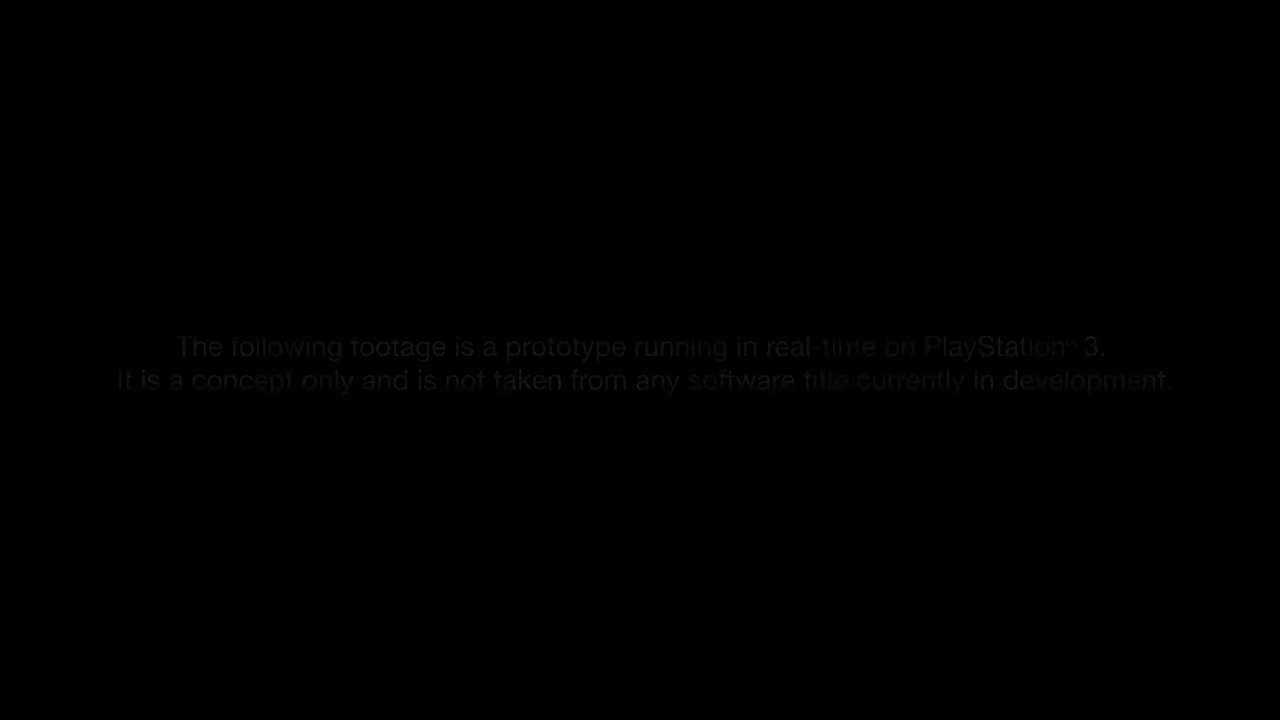 The following footage is a prototype running in real-time on PlayStation® 3.
It is a concept only and is not taken from any software title currently in development.